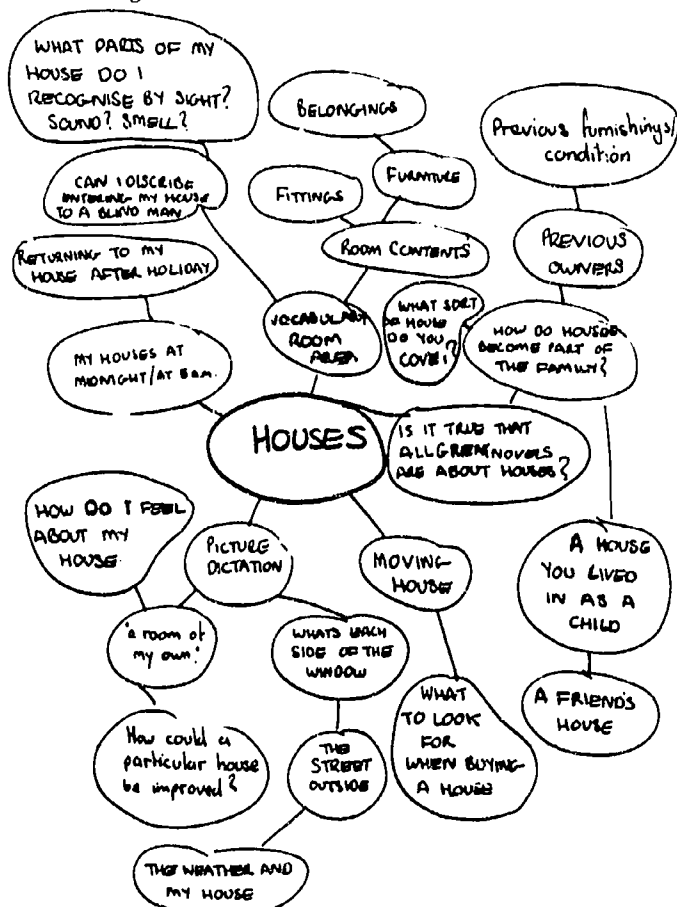 WHAT PARTS OF MY
HOUSE DO I
RECOGNISE BY SIGHT?
SOUND? SMELL?
BELONGINGS
Previous furnishings/
condition
CAN I DISCRIBE
ENTERING MY HOUSE
TO A BLIND MAN
FITTINGS
FURNITURE
RETURNING TO MY
HOUSE AFTER HOLIDAY
ROOM CONTENTS
PREVIOUS
OWNERS
MY HOUSES AT
MIDNIGHT/AT 5 am.
VOCABULARY
ROOM
AREA
WHAT SORT
OF HOUSE
DO YOU
HOW DO HOUSES
BECOME PART OF
THE FAMILY?
HOUSES
IS IT TRUE THAT
ALL GREAT NOVELS
ARE ABOUT HOUSES?
HOW DO I FEEL
ABOUT MY
HOUSE.
PICTURE
DICTATION
MOVING
HOUSE
A HOUSE
YOU LIVED
IN AS A
CHILD
"a room of
my own."
WHATS EACH
SIDE OF THE
WINDOW
WHAT
TO LOOK
FOR
WHEN BUYING
A HOUSE
A FRIEND'S
HOUSE
How could a
particular house
be improved?
THE
STREET
OUTSIDE
THE WEATHER AND
MY HOUSE